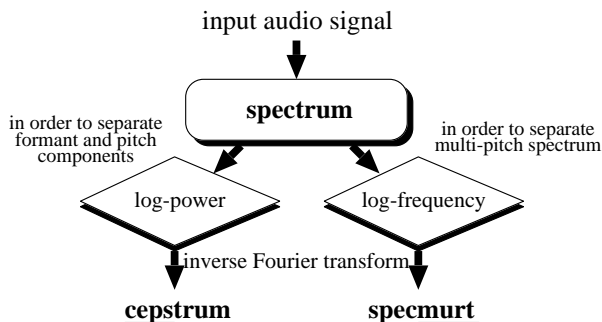 input audio signal
spectrum
in order to separate
formant and pitch
components
in order to separate
multi-pitch spectrum
log-power
log-frequency
inverse Fourier transform
cepstrum
specmurt